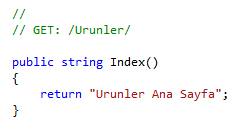 //
// GET: /Urunler/
public string Index()
{
return "Urunler Ana Sayfa";
}